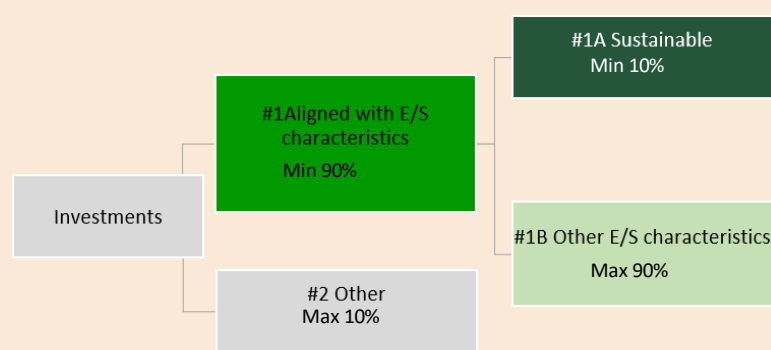 Investments
#1Aligned with E/S
characteristics
Min 90%
#2 Other
Max 10%
#1A Sustainable
Min 10%
#1B Other E/S characteristics
Max 90%